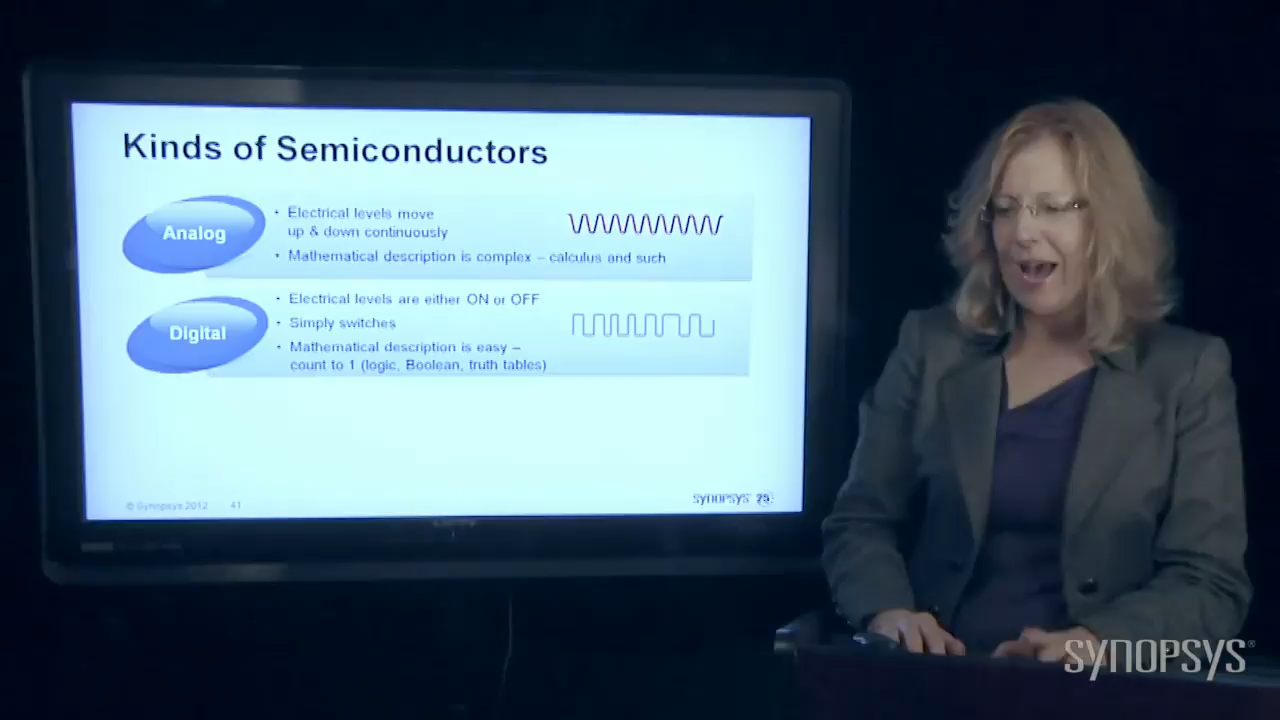 Kinds of Semiconductors
Analog
• Electrical levels move
up & down continuously
• Mathematical description is complex – calculus and such
Digital
• Electrical levels are either ON or OFF
• Simply switches
• Mathematical description is easy –
count to 1 (logic, Boolean, truth tables)
© Synopsys 2012 41
SYNOPSYS 25
SYNOPSYS®